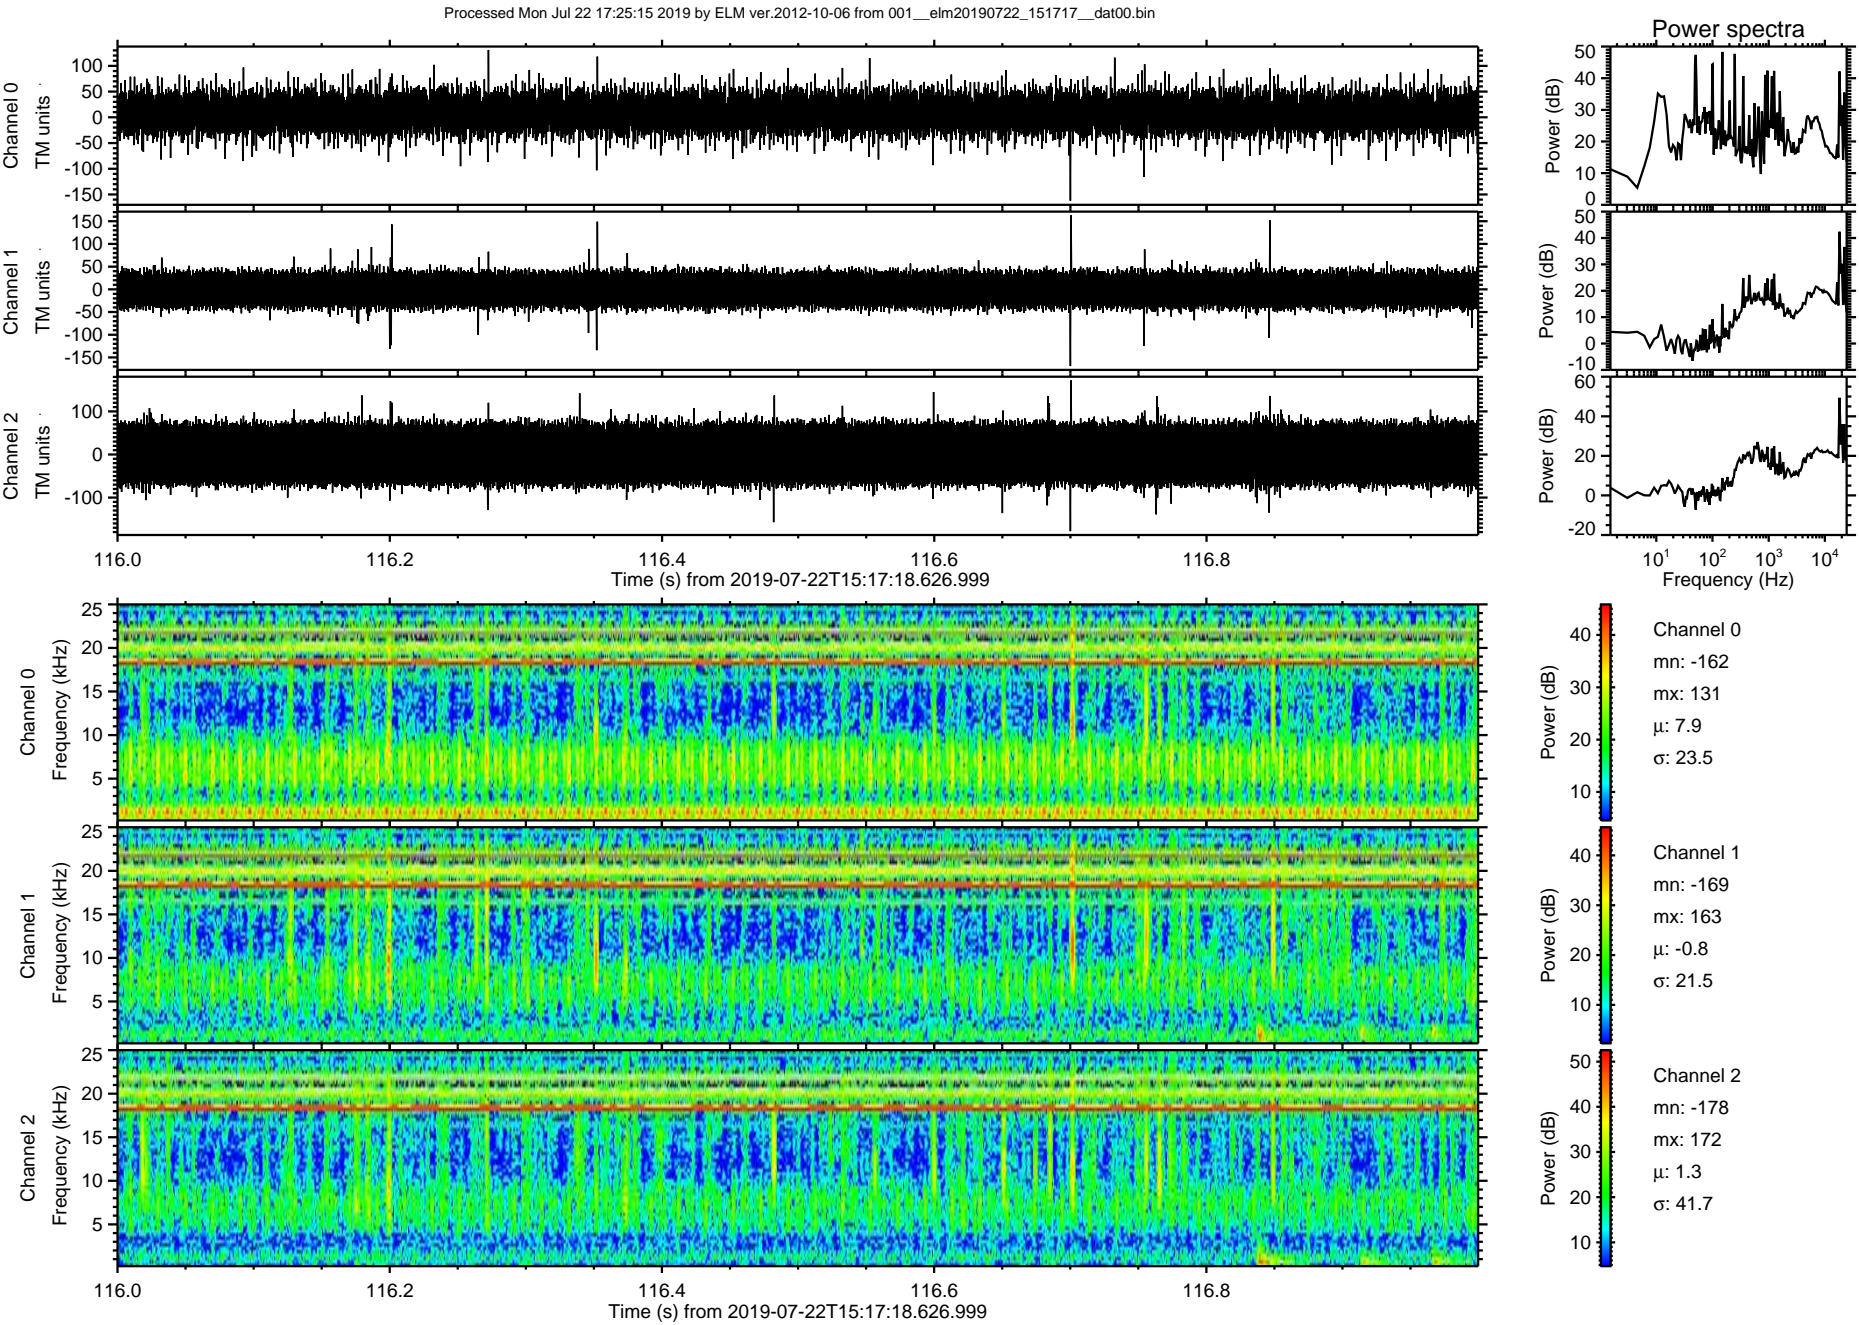 Processed Mon Jul 22 17:25:15 2019 by ELM ver.2012-10-06 from 001__elm20190722_151717__dat00.bin
Power spectra
Channel 0
TM units
100
50
0
-50
-100
-150
Power (dB)
50
40
30
20
10
0
Channel 1
TM units
150
100
50
0
-50
-100
-150
Power (dB)
50
40
30
20
10
0
-10
Channel 2
TM units
100
0
-100
Power (dB)
60
40
20
0
-20
116.0 116.2 116.4 116.6 116.8
Time (s) from 2019-07-22T15:17:18.626.999
10¹ 10² 10³ 10⁴
Frequency (Hz)
Channel 0
Frequency (kHz)
25
20
15
10
5
Power (dB)
40
30
20
10
Channel 0
mn: -162
mx: 131
µ: 7.9
σ: 23.5
Channel 1
Frequency (kHz)
25
20
15
10
5
Power (dB)
40
30
20
10
Channel 1
mn: -169
mx: 163
µ: -0.8
σ: 21.5
Channel 2
Frequency (kHz)
25
20
15
10
5
Power (dB)
50
40
30
20
10
Channel 2
mn: -178
mx: 172
µ: 1.3
σ: 41.7
116.0 116.2 116.4 116.6 116.8
Time (s) from 2019-07-22T15:17:18.626.999